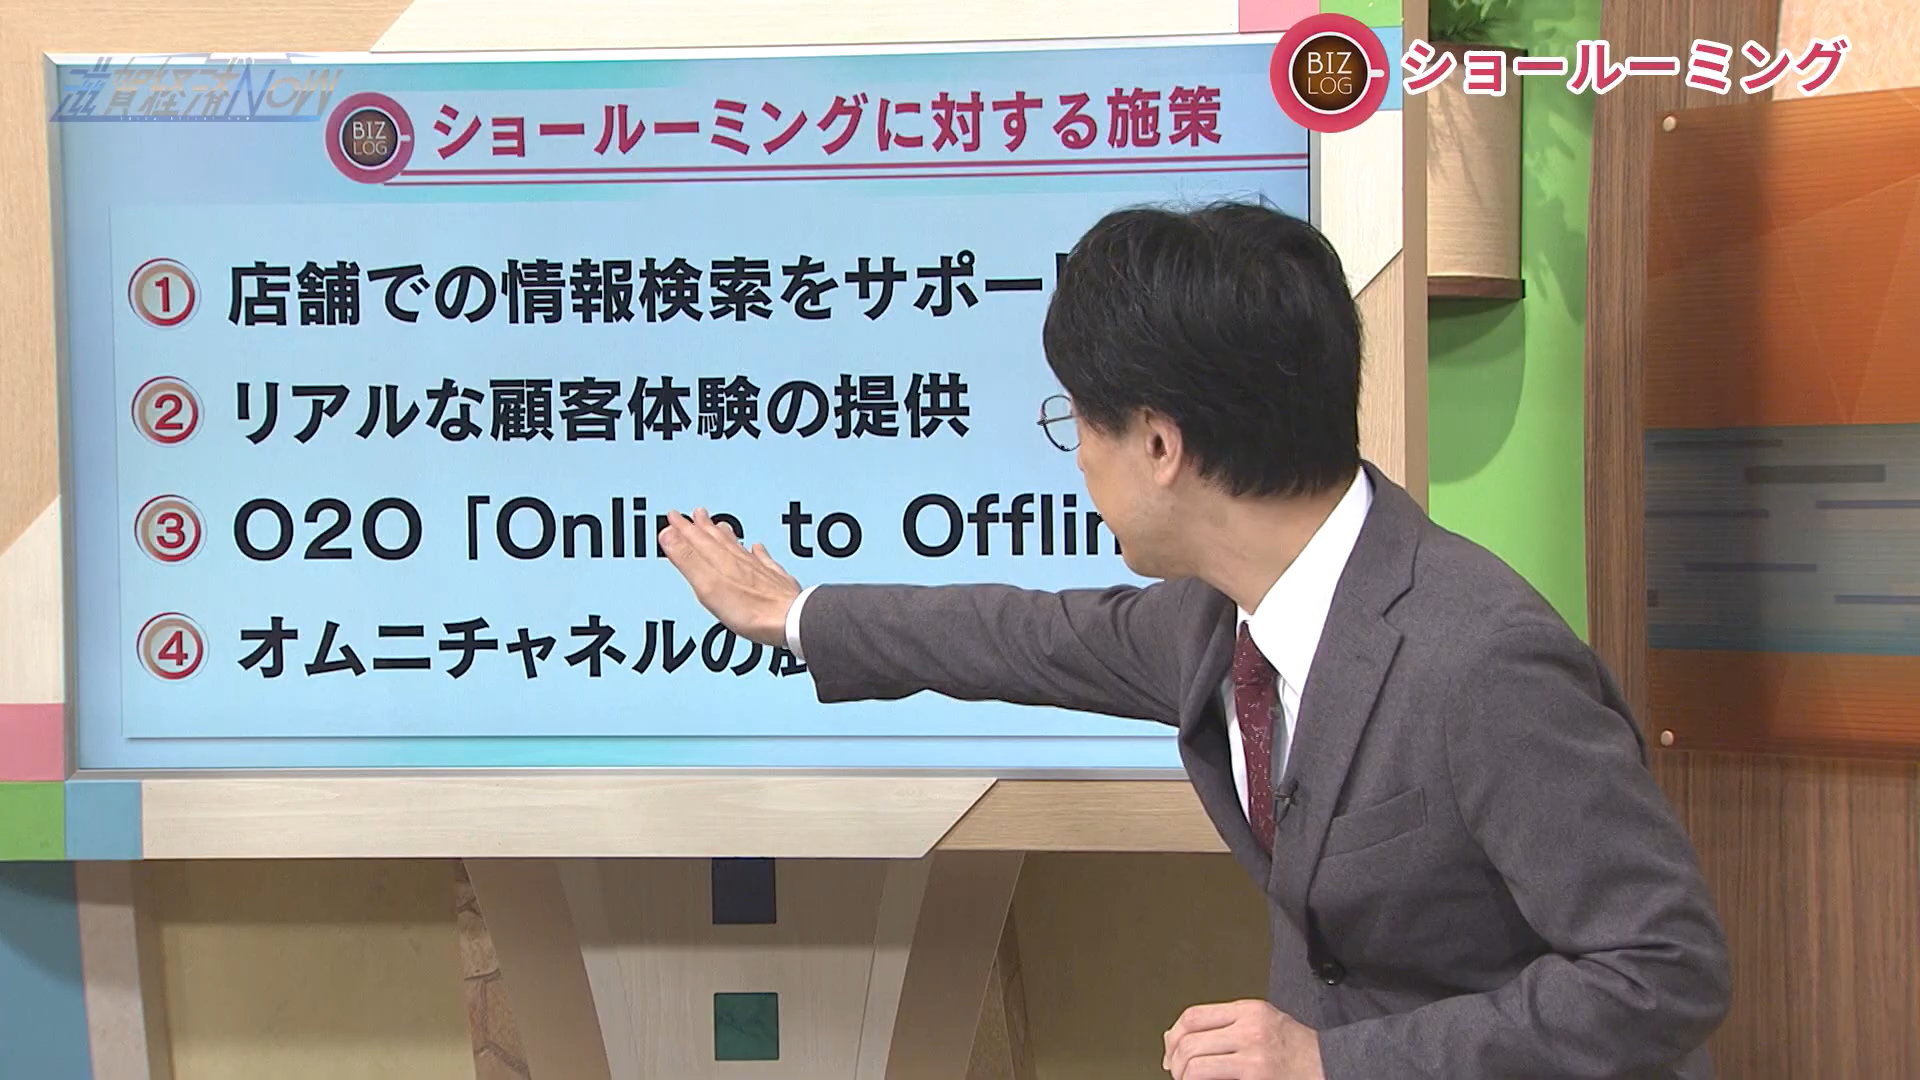 滋賀経済NOW
BIZ
LOG
ショールーミング
BIZ
LOG
ショールーミングに対する施策
① 店舗での情報検索をサポー
② リアルな顧客体験の提供
③ O2O「Online to Offlin
④ オムニチャネルの